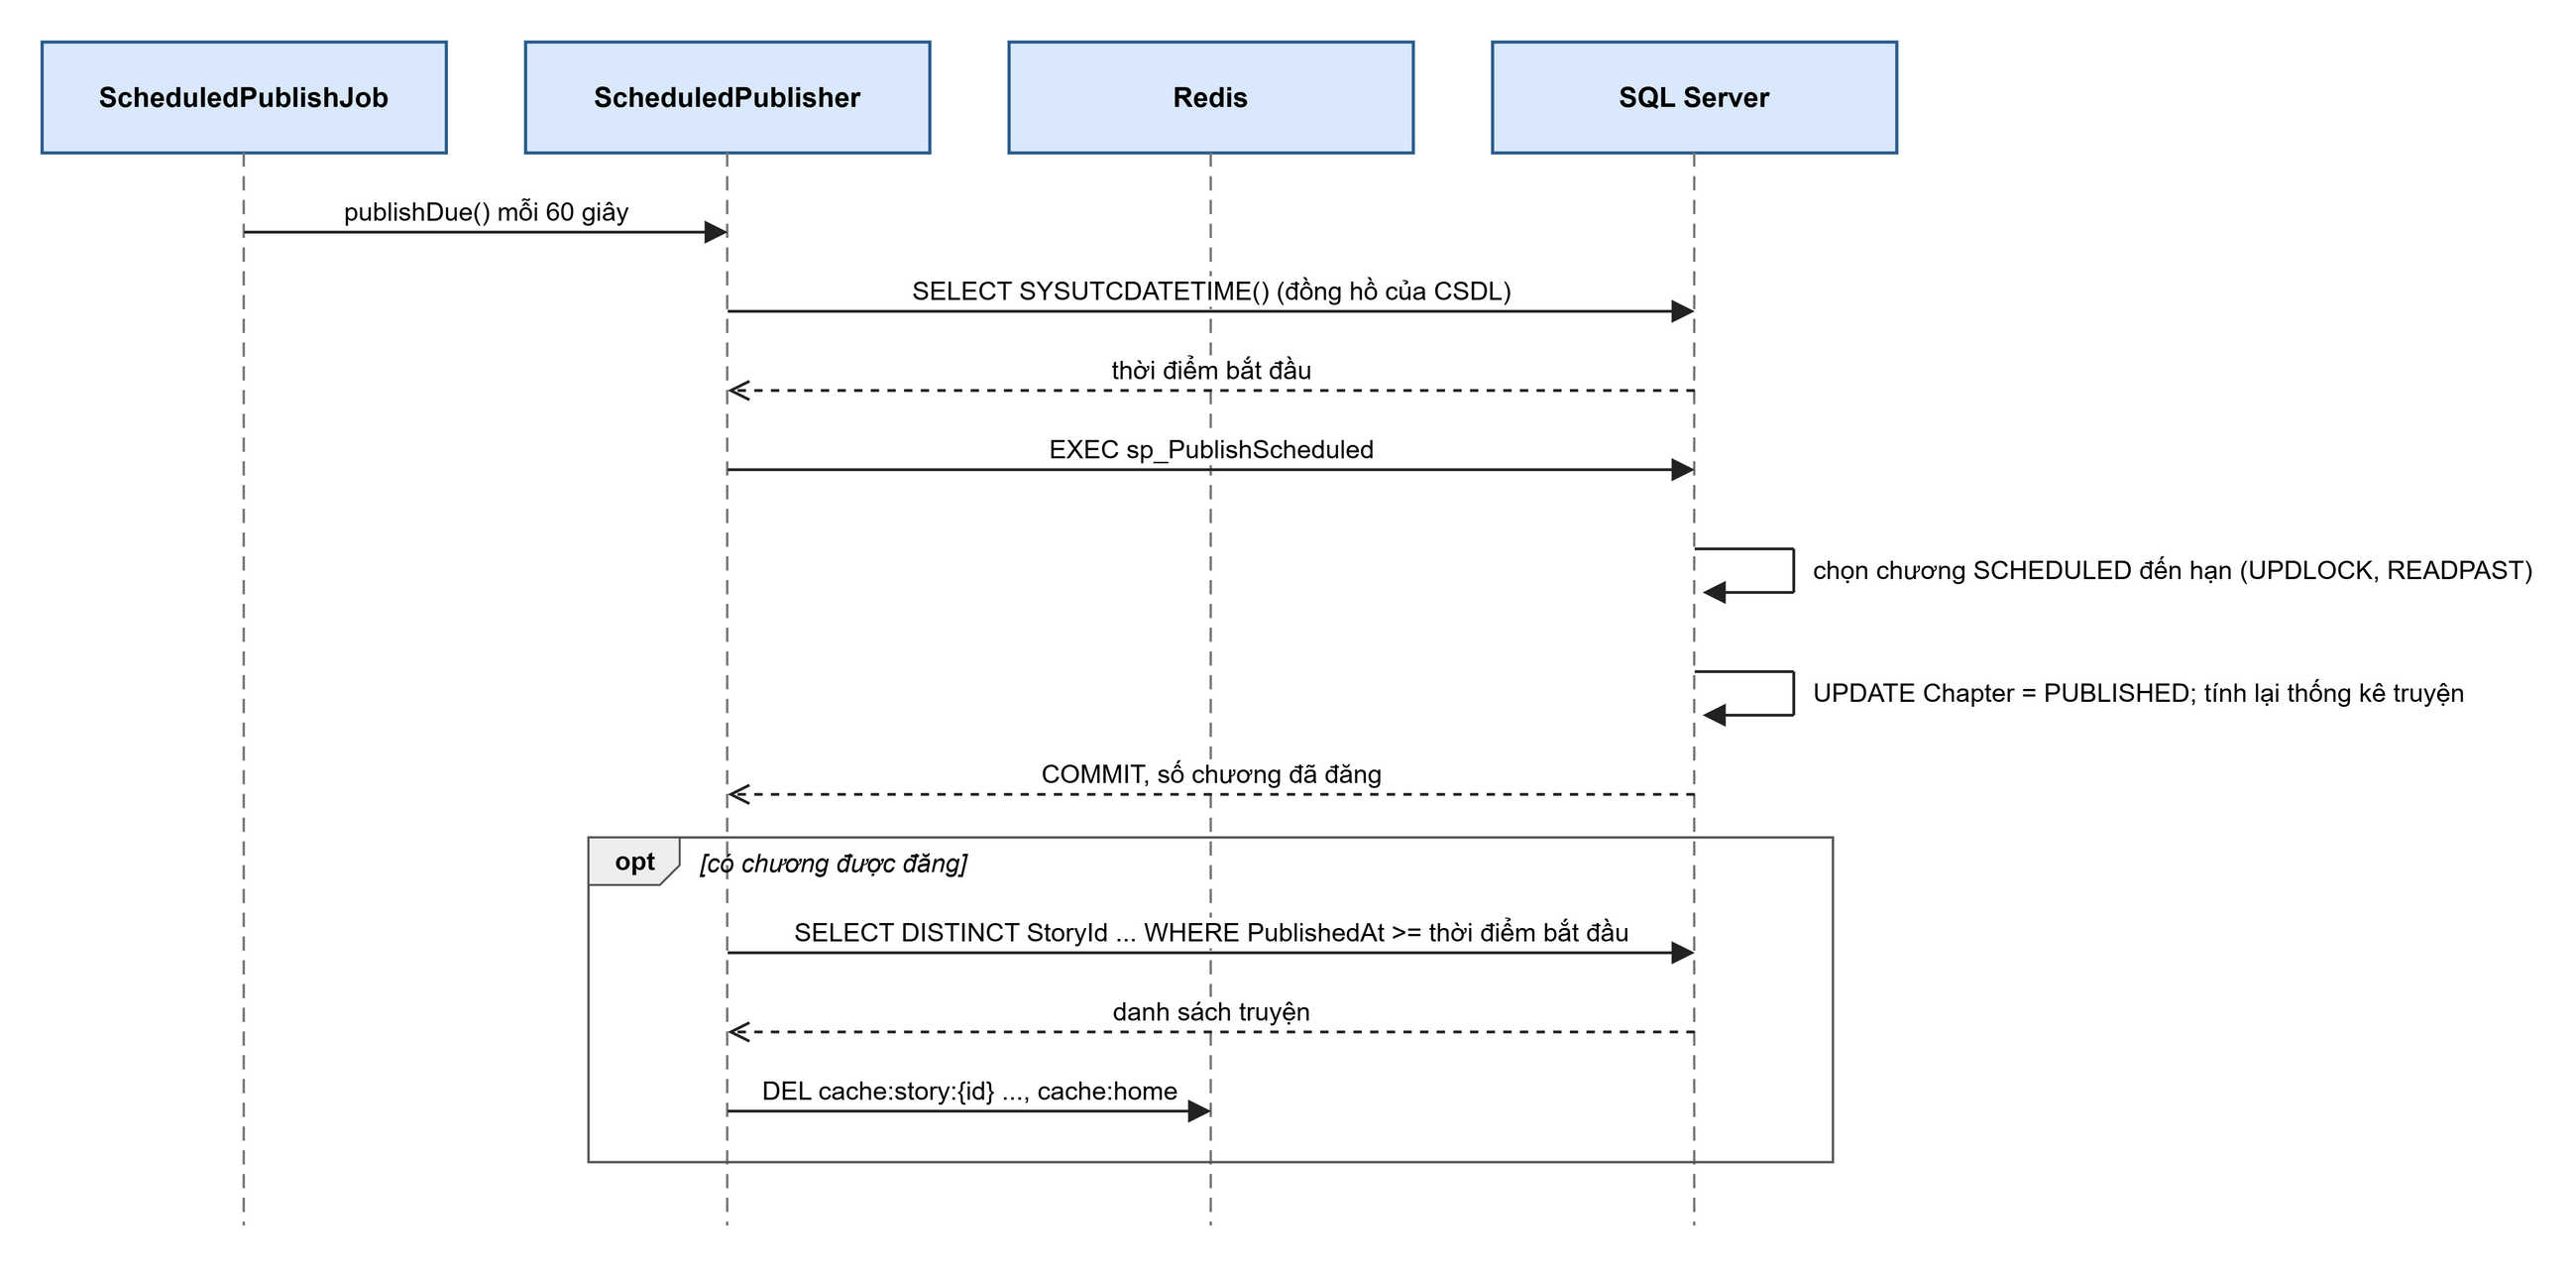 ScheduledPublishJob
ScheduledPublisher
Redis
SQL Server
publishDue() mỗi 60 giây
SELECT SYSUTCDATETIME() (đồng hồ của CSDL)
thời điểm bắt đầu
EXEC sp_PublishScheduled
chọn chương SCHEDULED đến hạn (UPDLOCK, READPAST)
UPDATE Chapter = PUBLISHED; tính lại thống kê truyện
COMMIT, số chương đã đăng
opt
[có chương được đăng]
SELECT DISTINCT StoryId ... WHERE PublishedAt >= thời điểm bắt đầu
danh sách truyện
DEL cache:story:{id} ..., cache:home